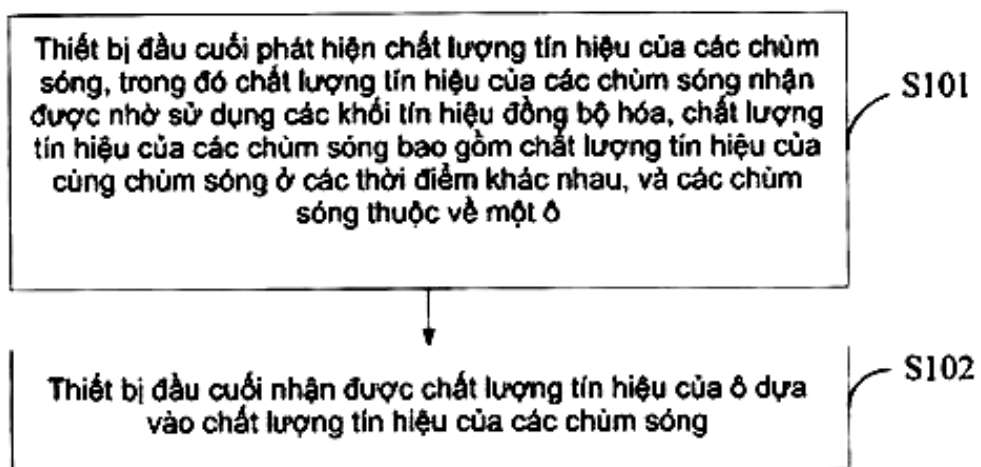 Thiết bị đầu cuối phát hiện chất lượng tín hiệu của các chùm
sóng, trong đó chất lượng tín hiệu của các chùm sóng nhận
được nhờ sử dụng các khối tín hiệu đồng bộ hóa, chất lượng
tín hiệu của các chùm sóng bao gồm chất lượng tín hiệu của
cùng chùm sóng ở các thời điểm khác nhau, và các chùm
sóng thuộc về một ô
S101
Thiết bị đầu cuối nhận được chất lượng tín hiệu của ô dựa
vào chất lượng tín hiệu của các chùm sóng
S102